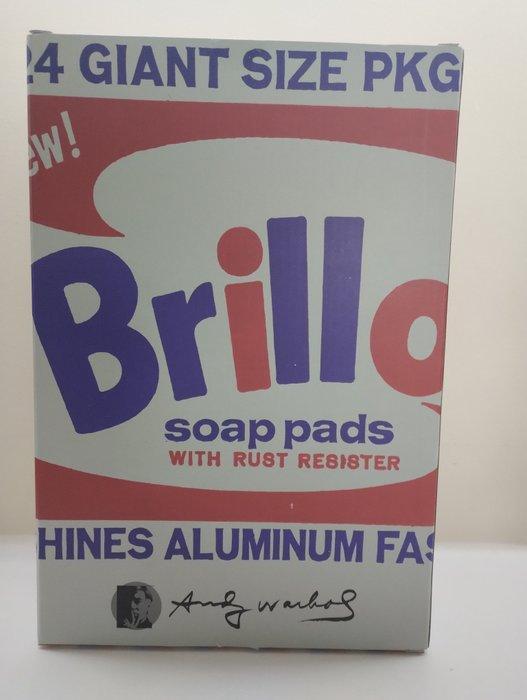 24 GIANT SIZE PKG
ew!
Brillo
soap pads
WITH RUST RESISTER
HINES ALUMINUM FAS
Andy Warhol